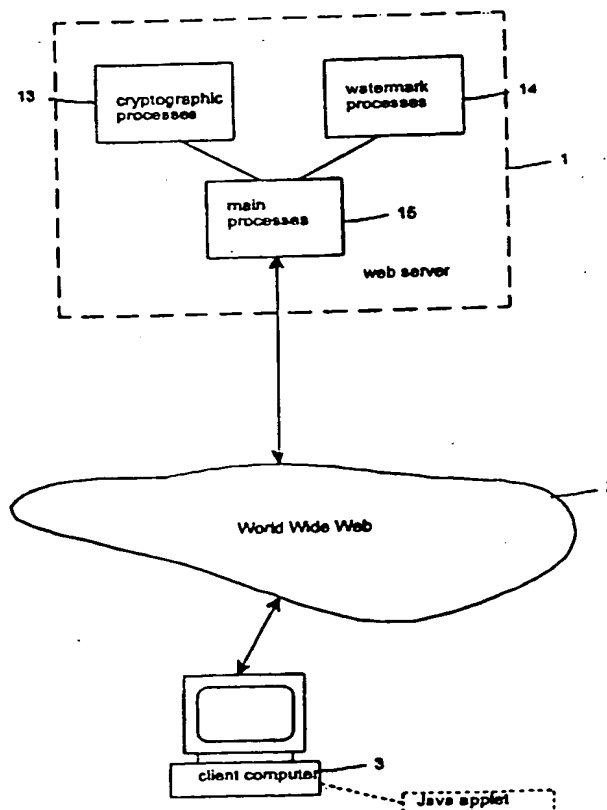 13
cryptographic
processes
watermark
processes
14
1
main
processes
15
web server
World Wide Web
client computer
3
Java applet